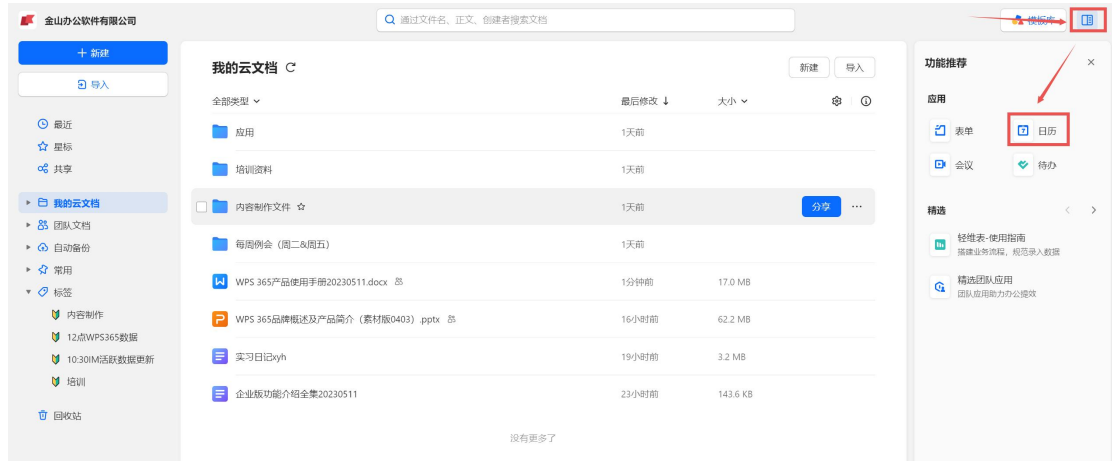 金山办公软件有限公司
通过文件名、正文、创建者搜索文档
模板库
+ 新建
导入
最近
星标
共享
我的云文档
团队文档
自动备份
常用
标签
内容制作
12点WPS365数据
10:30IM活跃数据更新
培训
回收站
我的云文档
新建
导入
全部类型
最后修改
大小
应用
1天前
培训资料
1天前
内容制作文件
1天前
分享
每周例会（周二&周五）
1天前
WPS 365产品使用手册20230511.docx
1分钟前
17.0 MB
WPS 365品牌概述及产品简介（素材版0403）.pptx
16小时前
62.2 MB
实习日记xyh
19小时前
3.2 MB
企业版功能介绍全集20230511
23小时前
143.6 KB
没有更多了
功能推荐
应用
表单
7
日历
会议
待办
精选
轻维表-使用指南
搭建业务流程，规范录入数据
精选团队应用
团队应用助力办公提效